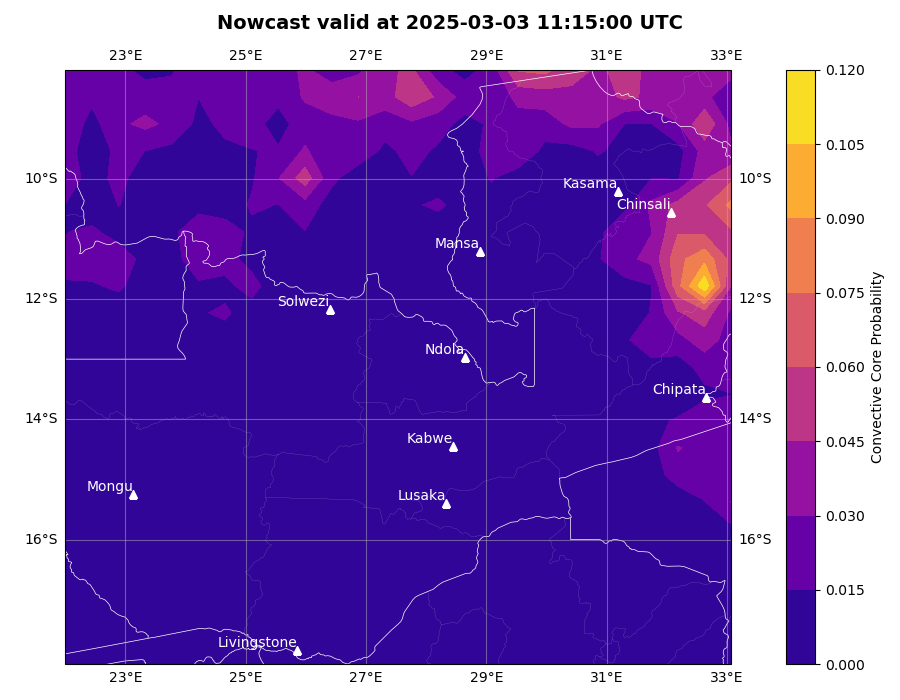 Nowcast valid at 2025-03-03 11:15:00 UTC
23°E 25°E 27°E 29°E 31°E 33°E
0.120
0.105
10°S 10°S
Kasama
Chinsali
0.090
Mansa
12°S 12°S
Solwezi
0.075
Ndola
0.060
Chipata
14°S 14°S
Kabwe
0.045
Mongu
Lusaka
0.030
16°S 16°S
0.015
Livingstone
0.000
23°E 25°E 27°E 29°E 31°E 33°E
Convective Core Probability